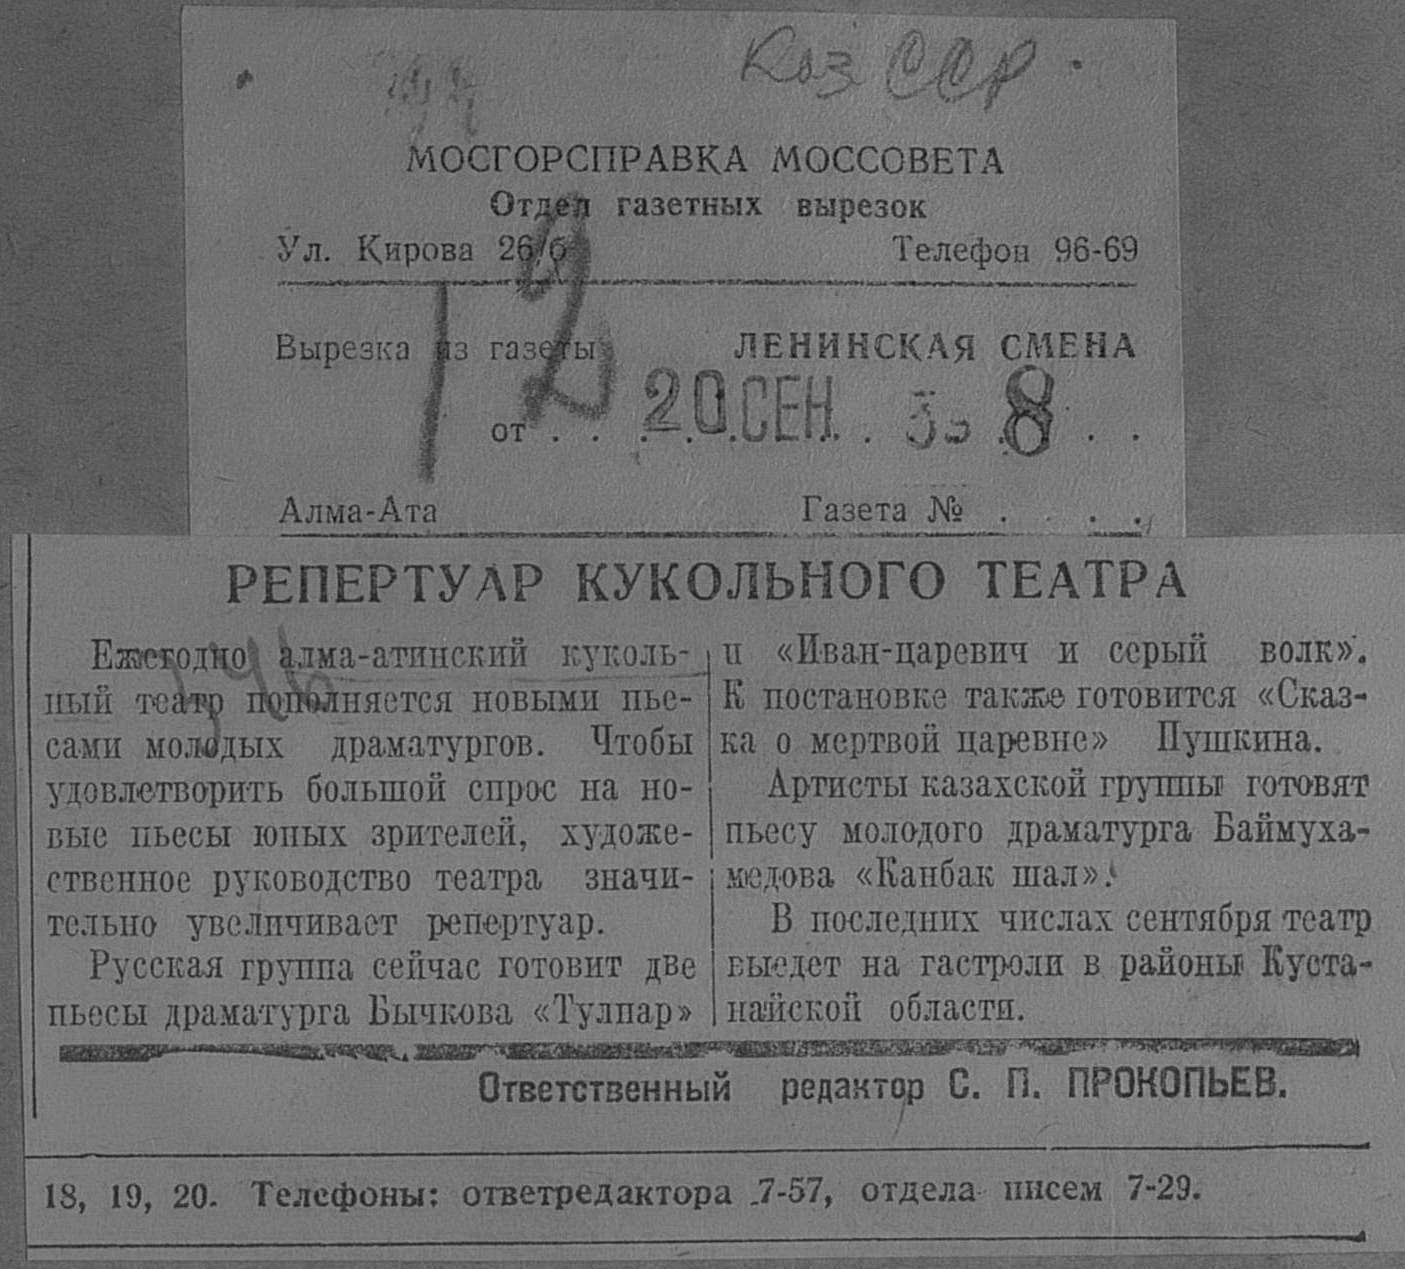 Каз ССР
МОСГОРСПРАВКА МОССОВЕТА
Отдел газетных вырезок
Ул. Кирова 26/б Телефон 96-69
Вырезка из газеты ЛЕНИНСКАЯ СМЕНА
от . . . 20 СЕН. 38 . .
Алма-Ата Газета № . . . .
РЕПЕРТУАР КУКОЛЬНОГО ТЕАТРА
Ежегодно алма-атинский куколь-
ный театр пополняется новыми пье-
сами молодых драматургов. Чтобы
удовлетворить большой спрос на но-
вые пьесы юных зрителей, художе-
ственное руководство театра значи-
тельно увеличивает репертуар.
Русская группа сейчас готовит две
пьесы драматурга Бычкова «Тулпар»
и «Иван-царевич и серый волк».
К постановке также готовится «Сказ-
ка о мертвой царевне» Пушкина.
Артисты казахской группы готовят
пьесу молодого драматурга Баймуха-
медова «Канбак шал».
В последних числах сентября театр
выедет на гастроли в районы Куста-
найской области.
Ответственный редактор С. П. ПРОКОПЬЕВ.
18, 19, 20. Телефоны: ответредактора 7-57, отдела писем 7-29.